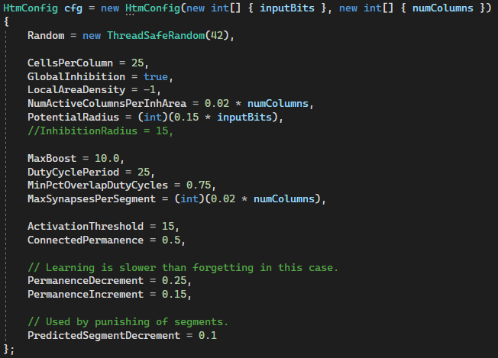 HtmConfig cfg = new HtmConfig(new int[] { inputBits }, new int[] { numColumns })
{
Random = new ThreadSafeRandom(42),
CellsPerColumn = 25,
GlobalInhibition = true,
LocalAreaDensity = -1,
NumActiveColumnsPerInhArea = 0.02 * numColumns,
PotentialRadius = (int)(0.15 * inputBits),
//InhibitionRadius = 15,
MaxBoost = 10.0,
DutyCyclePeriod = 25,
MinPctOverlapDutyCycles = 0.75,
MaxSynapsesPerSegment = (int)(0.02 * numColumns),
ActivationThreshold = 15,
ConnectedPermanence = 0.5,
// Learning is slower than forgetting in this case.
PermanenceDecrement = 0.25,
PermanenceIncrement = 0.15,
// Used by punishing of segments.
PredictedSegmentDecrement = 0.1
};